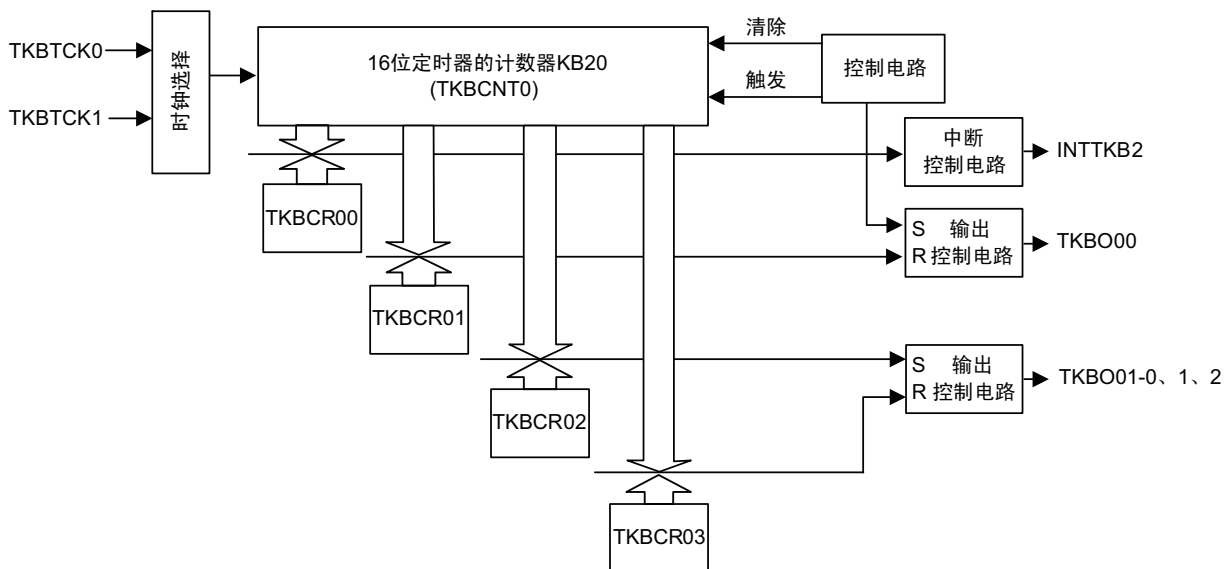 TKBTCK0
TKBTCK1
时钟选择
16位定时器的计数器KB20
(TKBCNT0)
清除
触发
控制电路
中断
控制电路
INTTKB2
TKBCR00
S 输出
R 控制电路
TKBO00
TKBCR01
S 输出
R 控制电路
TKBO01-0、1、2
TKBCR02
TKBCR03